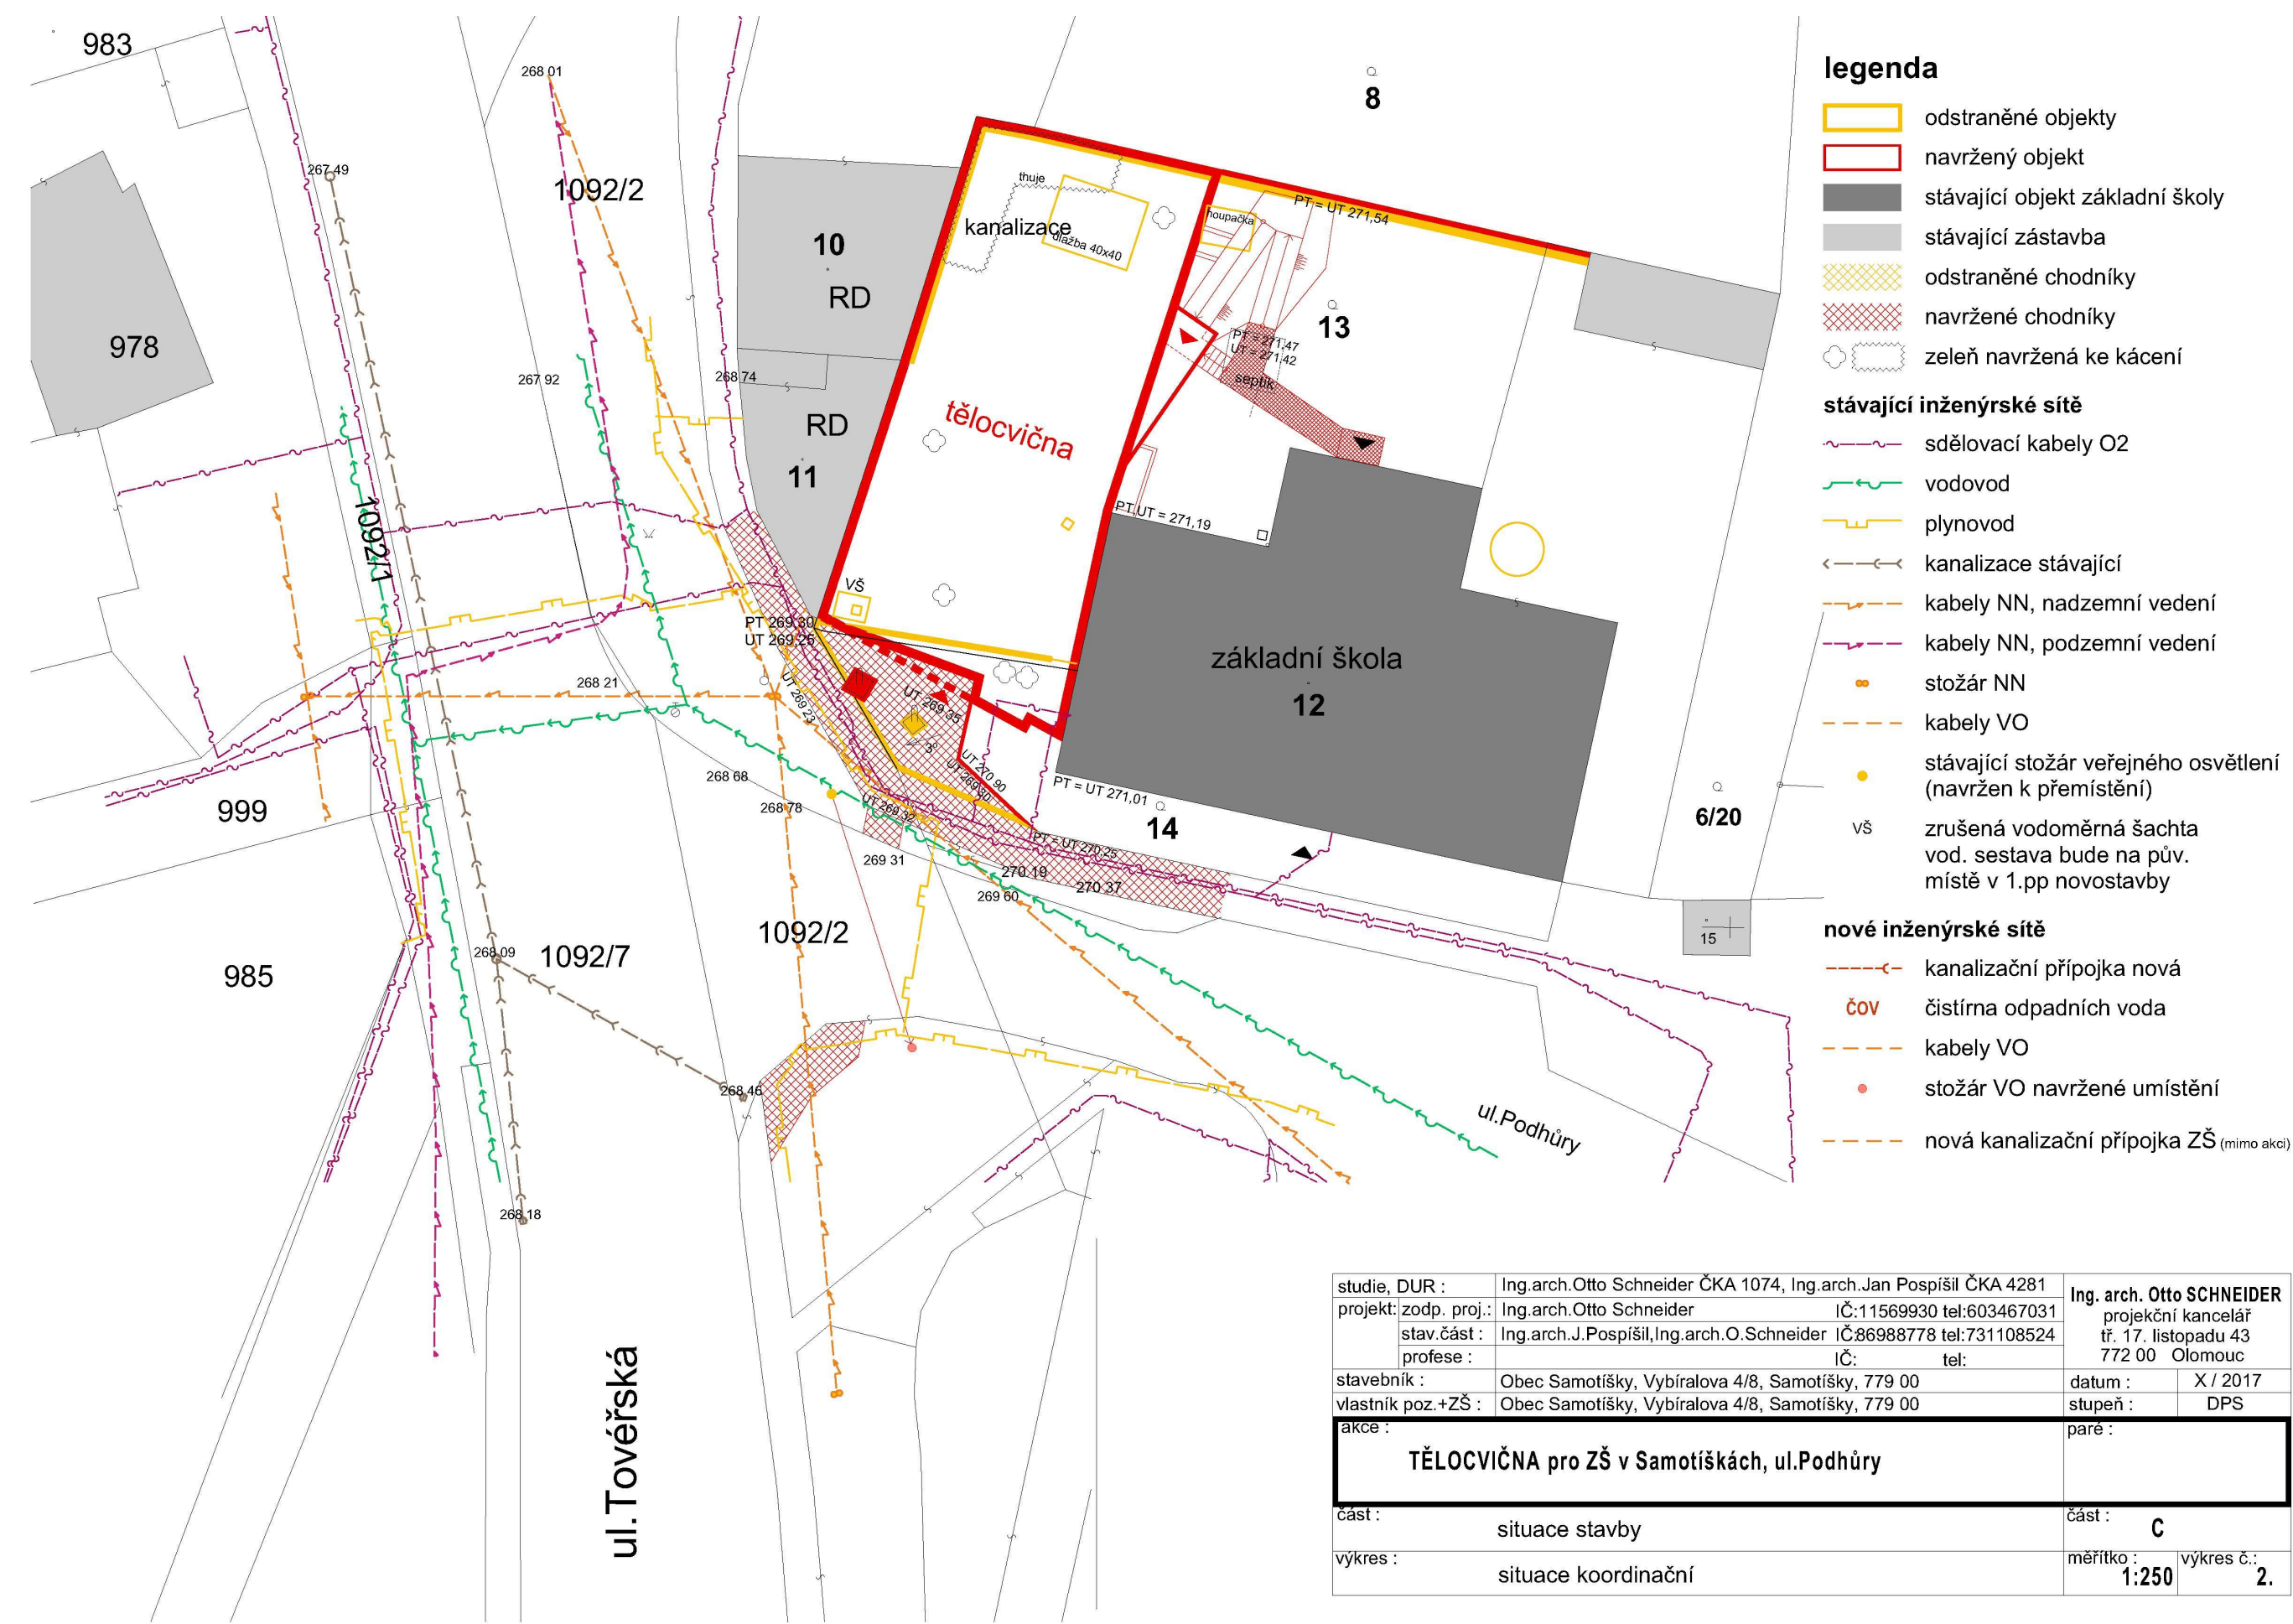 983
268 01
267 49
1092/2
978
267 92
268 74
10
RD
RD
11
8
thuje
kanalizace
dlažba 40x40
houpačka
PT = UT 271,54
13
PT = 271,47
UT = 271,42
septik
tělocvična
PT,UT = 271,19
1092/1
VŠ
PT 269,30
UT 269,25
268 21
UT 269 23
UT 269 35
3°
UT 270 90
UT 269 80
základní škola
12
268 68
268 78
UT 269 32
PT = UT 271,01
14
6/20
999
269 31
PT = UT 270,25
270 19
270 37
269 60
15
985
268 09
1092/7
1092/2
268 46
268 18
ul.Podhůry
ul.Tovéřská
legenda
odstraněné objekty
navržený objekt
stávající objekt základní školy
stávající zástavba
odstraněné chodníky
navržené chodníky
zeleň navržená ke kácení
stávající inženýrské sítě
sdělovací kabely O2
vodovod
plynovod
kanalizace stávající
kabely NN, nadzemní vedení
kabely NN, podzemní vedení
stožár NN
kabely VO
stávající stožár veřejného osvětlení
(navržen k přemístění)
VŠ zrušená vodoměrná šachta
vod. sestava bude na pův.
místě v 1.pp novostavby
nové inženýrské sítě
kanalizační přípojka nová
ČOV čistírna odpadních voda
kabely VO
stožár VO navržené umístění
nová kanalizační přípojka ZŠ (mimo akci)
studie, DUR : Ing.arch.Otto Schneider ČKA 1074, Ing.arch.Jan Pospíšil ČKA 4281
projekt: zodp. proj.: Ing.arch.Otto Schneider IČ:11569930 tel:603467031
stav.část : Ing.arch.J.Pospíšil,Ing.arch.O.Schneider IČ:86988778 tel:731108524
profese : IČ: tel:
Ing. arch. Otto SCHNEIDER
projekční kancelář
tř. 17. listopadu 43
772 00 Olomouc
stavebník : Obec Samotíšky, Vybíralova 4/8, Samotíšky, 779 00
datum : X / 2017
vlastník poz.+ZŠ : Obec Samotíšky, Vybíralova 4/8, Samotíšky, 779 00
stupeň : DPS
akce :
TĚLOCVIČNA pro ZŠ v Samotíškách, ul.Podhůry
paré :
část :
situace stavby
část :
C
výkres :
situace koordinační
měřítko :
1:250
výkres č.:
2.